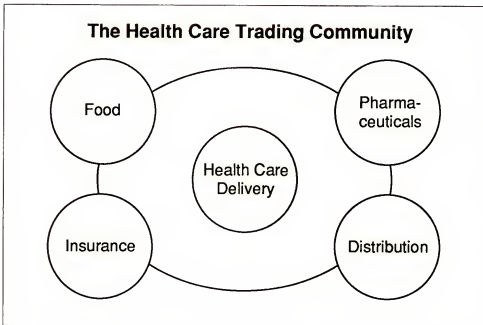 The Health Care Trading Community
Food
Pharma-
ceuticals
Health Care
Delivery
Insurance
Distribution